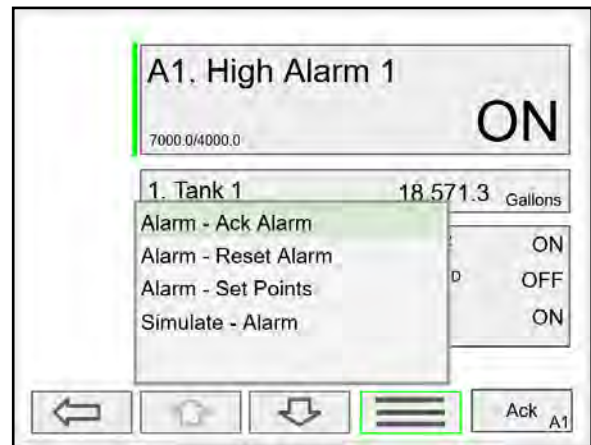 A1. High Alarm 1
ON
7000.0/4000.0
1. Tank 1 18,571.3 Gallons
Alarm - Ack Alarm
ON
Alarm - Reset Alarm
D OFF
Alarm - Set Points
Simulate - Alarm ON
Ack A1